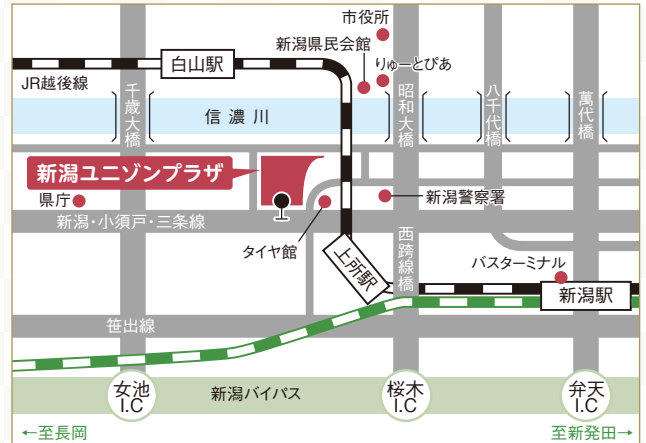 市役所
新潟県民会館
りゅーとぴあ
白山駅
JR越後線
千歳大橋
信濃川
昭和大橋
八千代橋
萬代橋
新潟ユニゾンプラザ
県庁
新潟警察署
新潟・小須戸・三条線
タイヤ館
上所駅
西跨線橋
バスターミナル
新潟駅
笹出線
女池
I.C
新潟バイパス
桜木
I.C
弁天
I.C
←至長岡
至新発田→